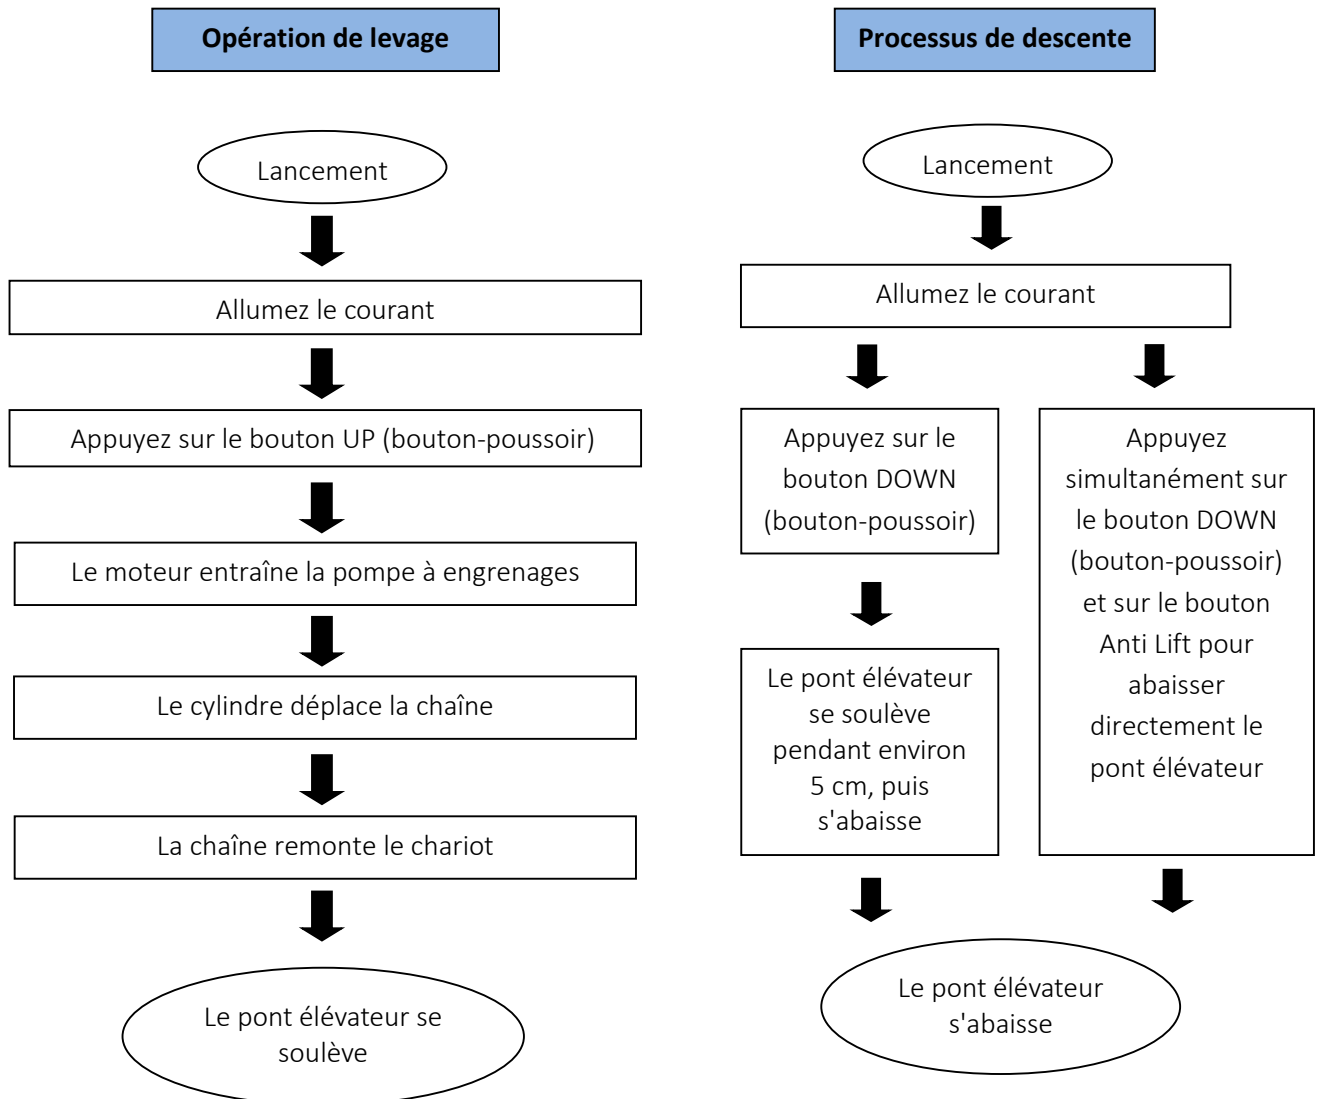 Opération de levage
Lancement
Allumez le courant
Appuyez sur le bouton UP (bouton-poussoir)
Le moteur entraîne la pompe à engrenages
Le cylindre déplace la chaîne
La chaîne remonte le chariot
Le pont élévateur se
soulève
Processus de descente
Lancement
Allumez le courant
Appuyez sur le
bouton DOWN
(bouton-poussoir)
Le pont élévateur
se soulève
pendant environ
5 cm, puis
s'abaisse
Appuyez
simultanément sur
le bouton DOWN
(bouton-poussoir)
et sur le bouton
Anti Lift pour
abaisser
directement le
pont élévateur
Le pont élévateur
s'abaisse